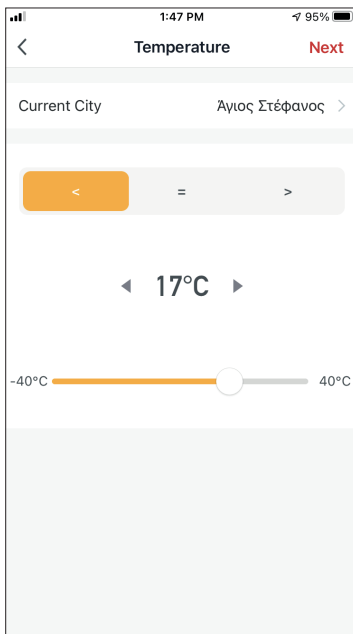 1:47 PM 95%
Temperature Next
Current City Άγιος Στέφανος >
< = >
17°C
-40°C 40°C